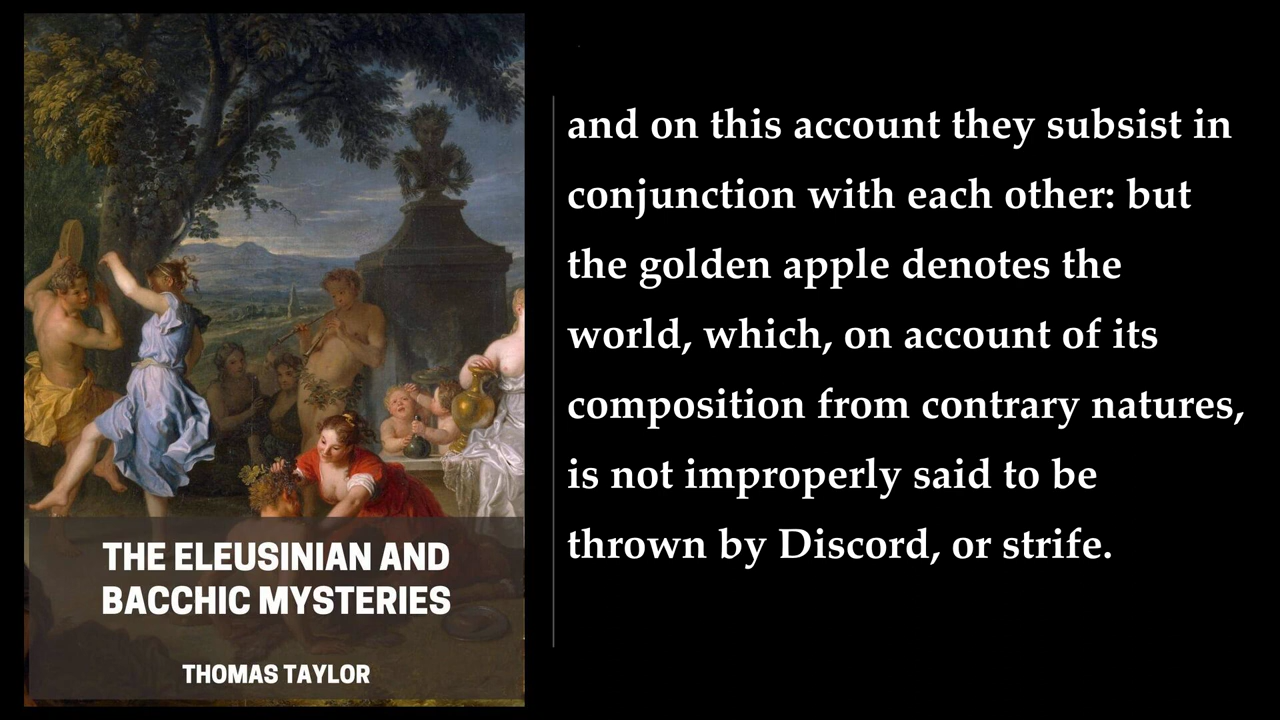 THE ELEUSINIAN AND
BACCHIC MYSTERIES
THOMAS TAYLOR
and on this account they subsist in
conjunction with each other: but
the golden apple denotes the
world, which, on account of its
composition from contrary natures,
is not improperly said to be
thrown by Discord, or strife.